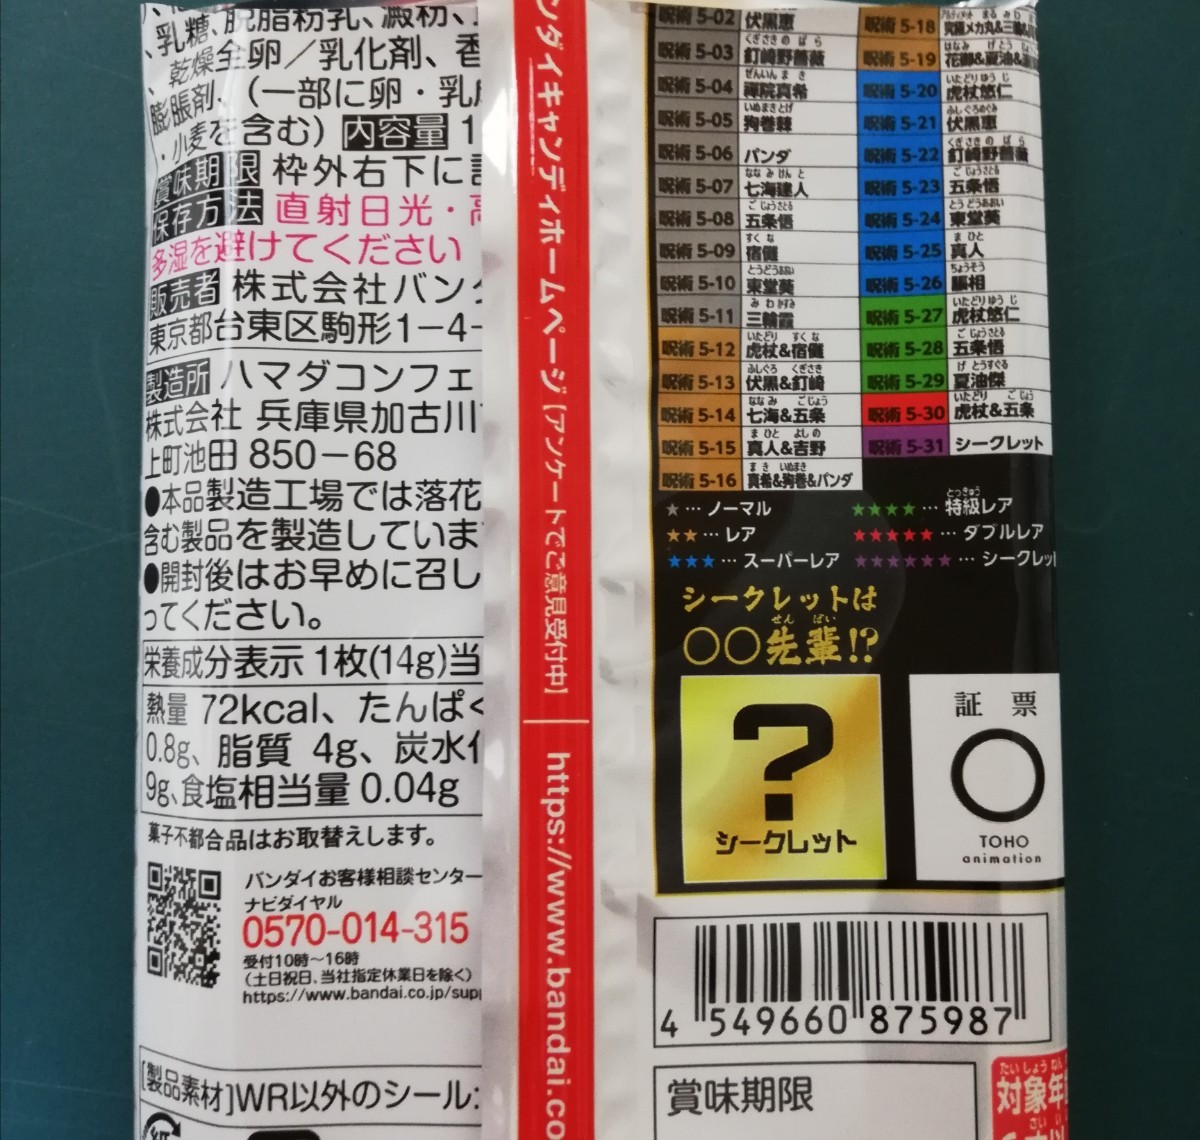 、乳糖、脱脂粉乳、澱粉、
、乾燥全卵／乳化剤、香
膨脹剤、（一部に卵・乳
・小麦を含む）内容量 1
賞味期限 枠外右下に
保存方法 直射日光・高
多湿を避けてください
販売者 株式会社バンダ
東京都台東区駒形1－4－
製造所 ハマダコンフェ
株式会社 兵庫県加古川
上町池田 850－68
●本品製造工場では落花
含む製品を製造していま
●開封後はお早めに召し
ってください。
栄養成分表示 1枚(14g)当
熱量 72kcal、たんぱく
0.8g、脂質 4g、炭水化
9g、食塩相当量 0.04g
菓子不都合品はお取替えします。
バンダイお客様相談センター
ナビダイヤル
0570-014-315
受付10時～16時
（土日祝日、当社指定休業日を除く）
https://www.bandai.co.jp/supp
[製品素材]WR以外のシール:
紙
ンダイキャンディホームページ [アンケートでご意見受付中]
https://www.bandai.co
呪術 5-02 伏黒恵
呪術 5-03 釘崎野薔薇
呪術 5-04 禪院真希
呪術 5-05 狗巻棘
呪術 5-06 パンダ
呪術 5-07 七海建人
呪術 5-08 五条悟
呪術 5-09 宿儺
呪術 5-10 東堂葵
呪術 5-11 三輪霞
呪術 5-12 虎杖&宿儺
呪術 5-13 伏黒&釘崎
呪術 5-14 七海&五条
呪術 5-15 真人&吉野
呪術 5-16 真希&狗巻&パンダ
呪術 5-18 究極メカ丸&三輪&
呪術 5-19 花御&夏油&
呪術 5-20 虎杖悠仁
呪術 5-21 伏黒恵
呪術 5-22 釘崎野薔薇
呪術 5-23 五条悟
呪術 5-24 東堂葵
呪術 5-25 真人
呪術 5-26 脹相
呪術 5-27 虎杖悠仁
呪術 5-28 五条悟
呪術 5-29 夏油傑
呪術 5-30 虎杖&五条
呪術 5-31 シークレット
★… ノーマル
★★… レア
★★★… スーパーレア
★★★★… 特級レア
★★★★★… ダブルレア
★★★★★★… シークレット
シークレットは
〇〇先輩!?
?
シークレット
証 票
TOHO
animation
4 549660 875987
賞味期限
対象年